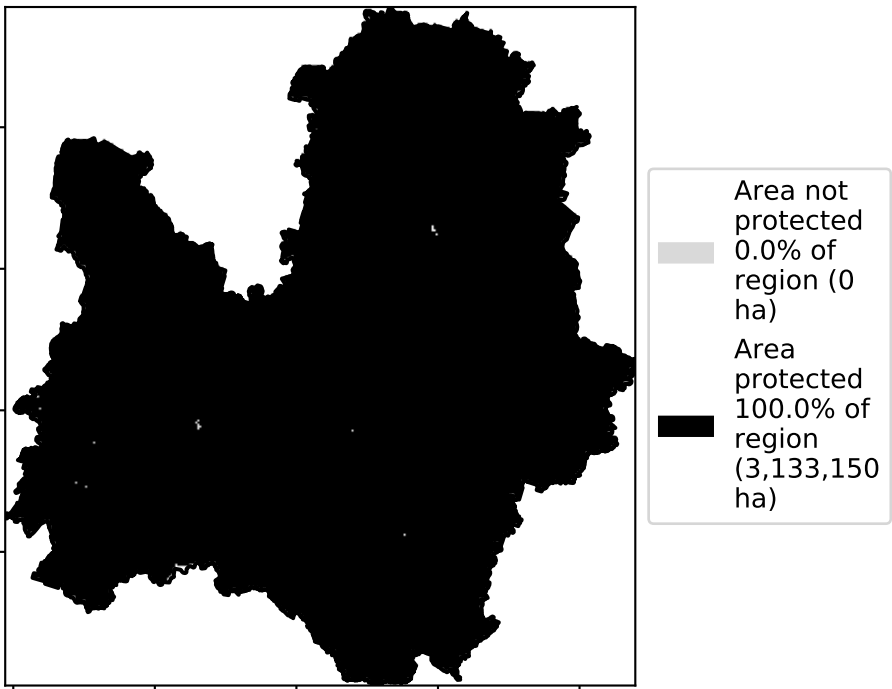 Area not
protected
0.0% of
region (0
ha)
Area
protected
100.0% of
region
(3,133,150
ha)